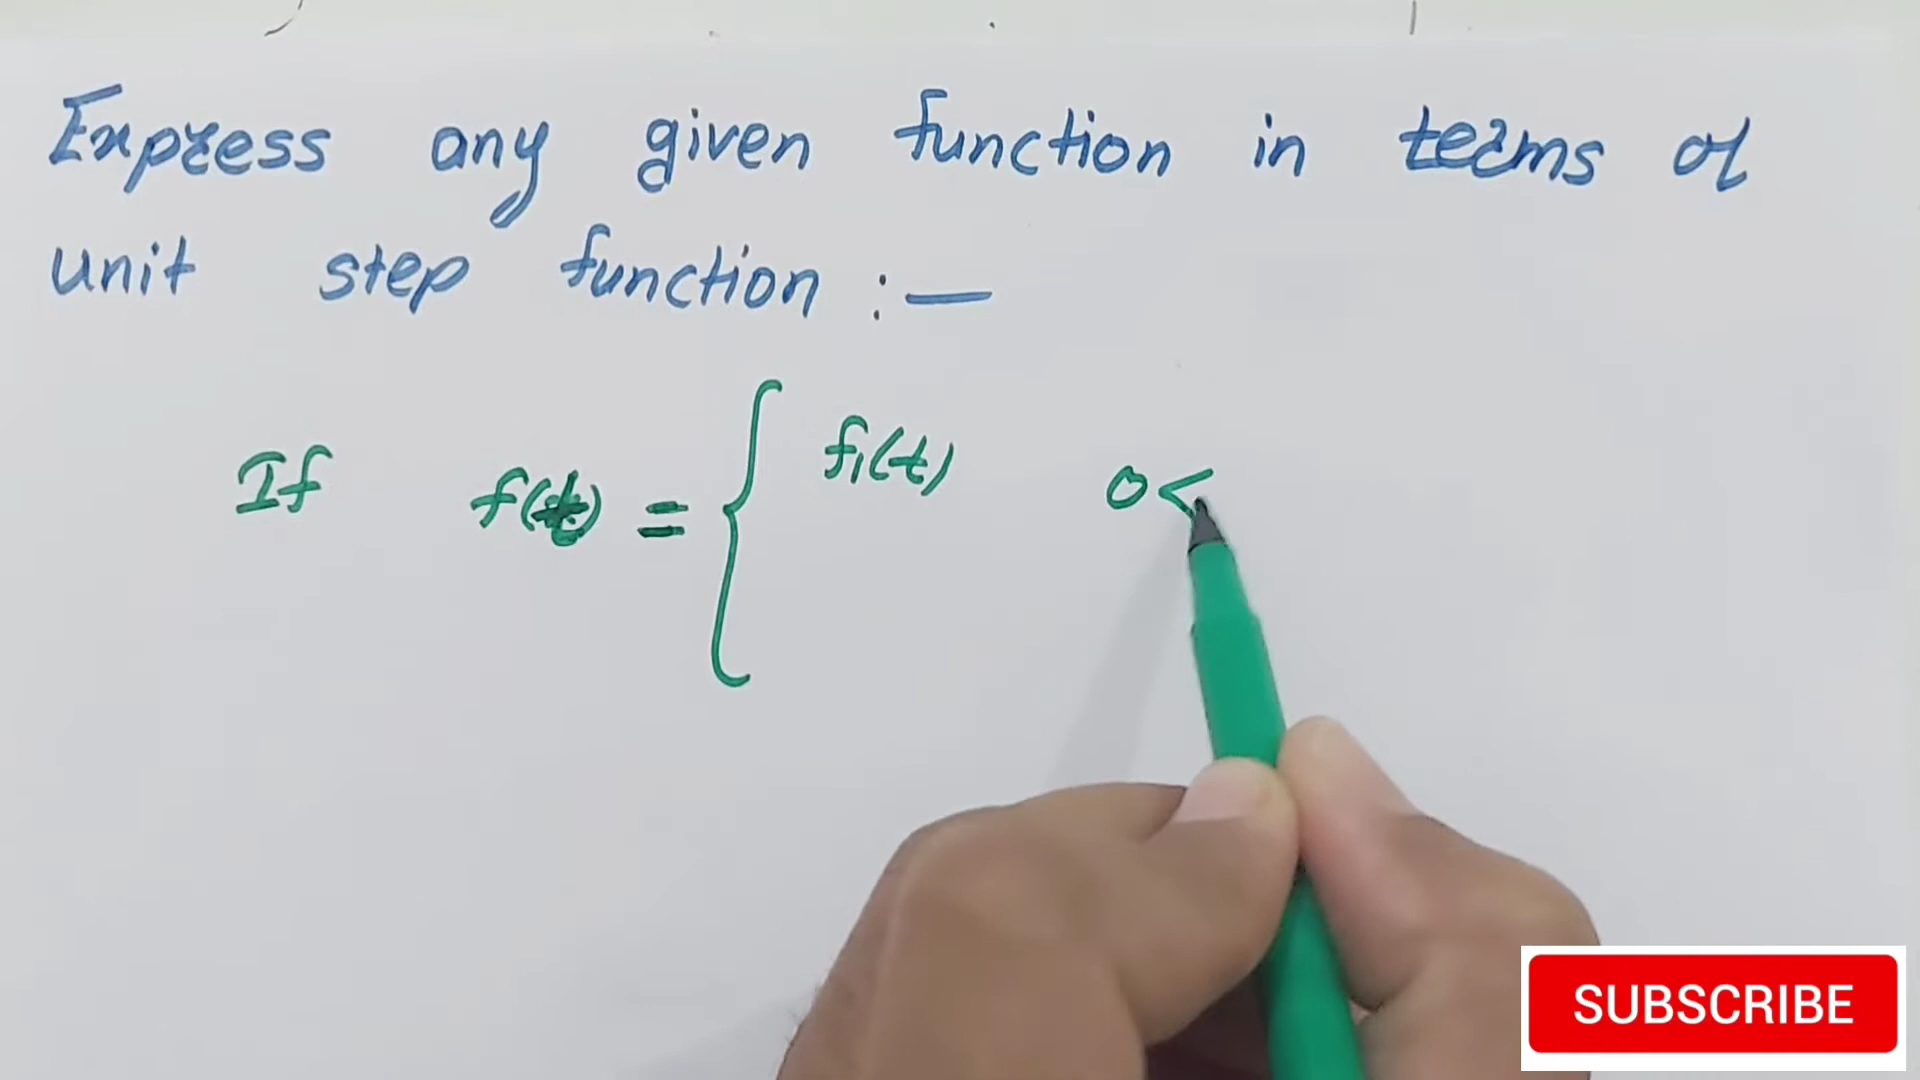 Express any given function in terms of
unit step function :—
If f(t) = { f₁(t) 0<
SUBSCRIBE